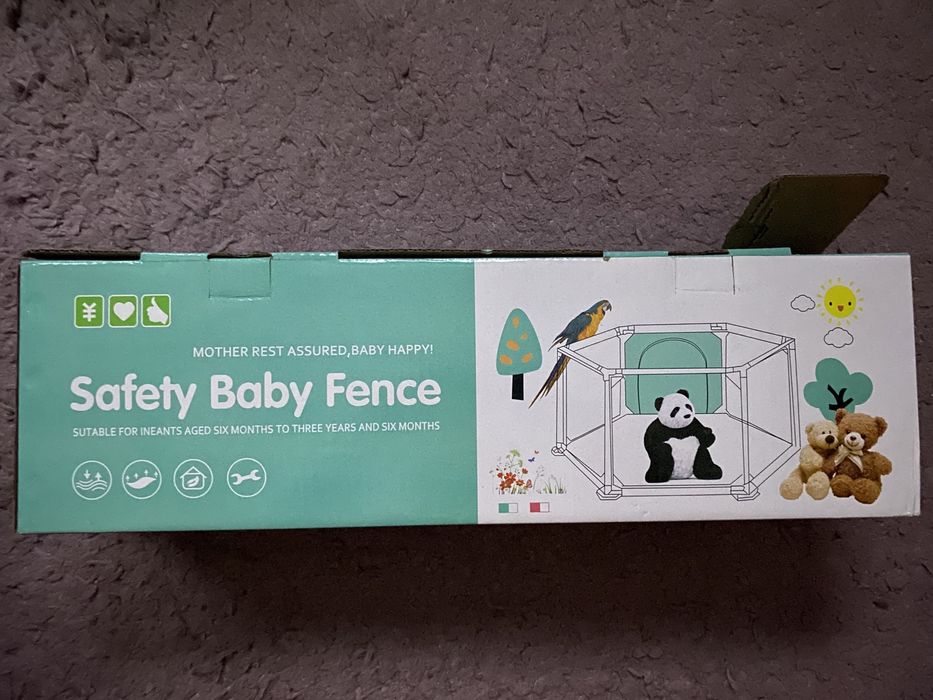 ¥
MOTHER REST ASSURED,BABY HAPPY!
Safety Baby Fence
SUTABLE FOR INEANTS AGED SIX MONTHS TO THREE YEARS AND SIX MONTHS